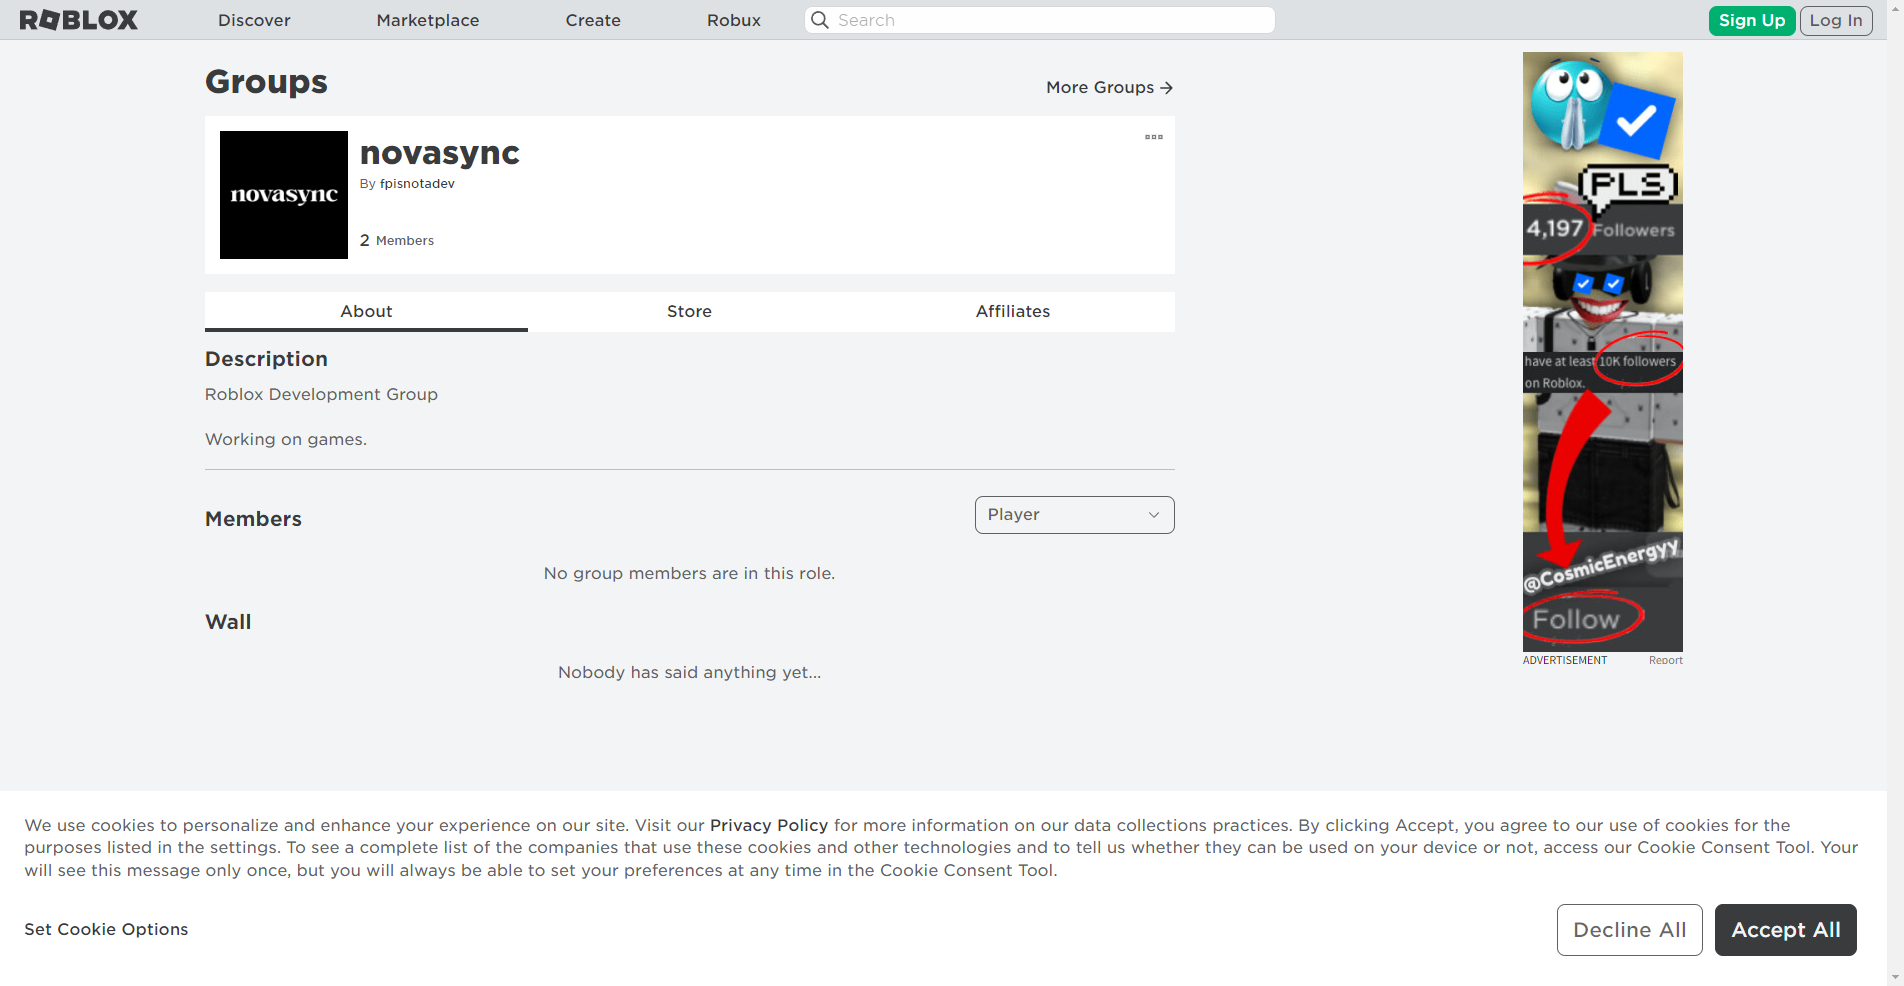 ROBLOX
Discover
Marketplace
Create
Robux
Search
Sign Up
Log In
Groups
More Groups
novasync
novasync
By fpisnotadev
2 Members
About
Store
Affiliates
Description
Roblox Development Group
Working on games.
Members
Player
No group members are in this role.
Wall
Nobody has said anything yet...
PLS
4,197 Followers
have at least 10K followers
on Roblox.
@CosmicEnergyy
Follow
ADVERTISEMENT
Report
We use cookies to personalize and enhance your experience on our site. Visit our Privacy Policy for more information on our data collections practices. By clicking Accept, you agree to our use of cookies for the
purposes listed in the settings. To see a complete list of the companies that use these cookies and other technologies and to tell us whether they can be used on your device or not, access our Cookie Consent Tool. Your
will see this message only once, but you will always be able to set your preferences at any time in the Cookie Consent Tool.
Set Cookie Options
Decline All
Accept All